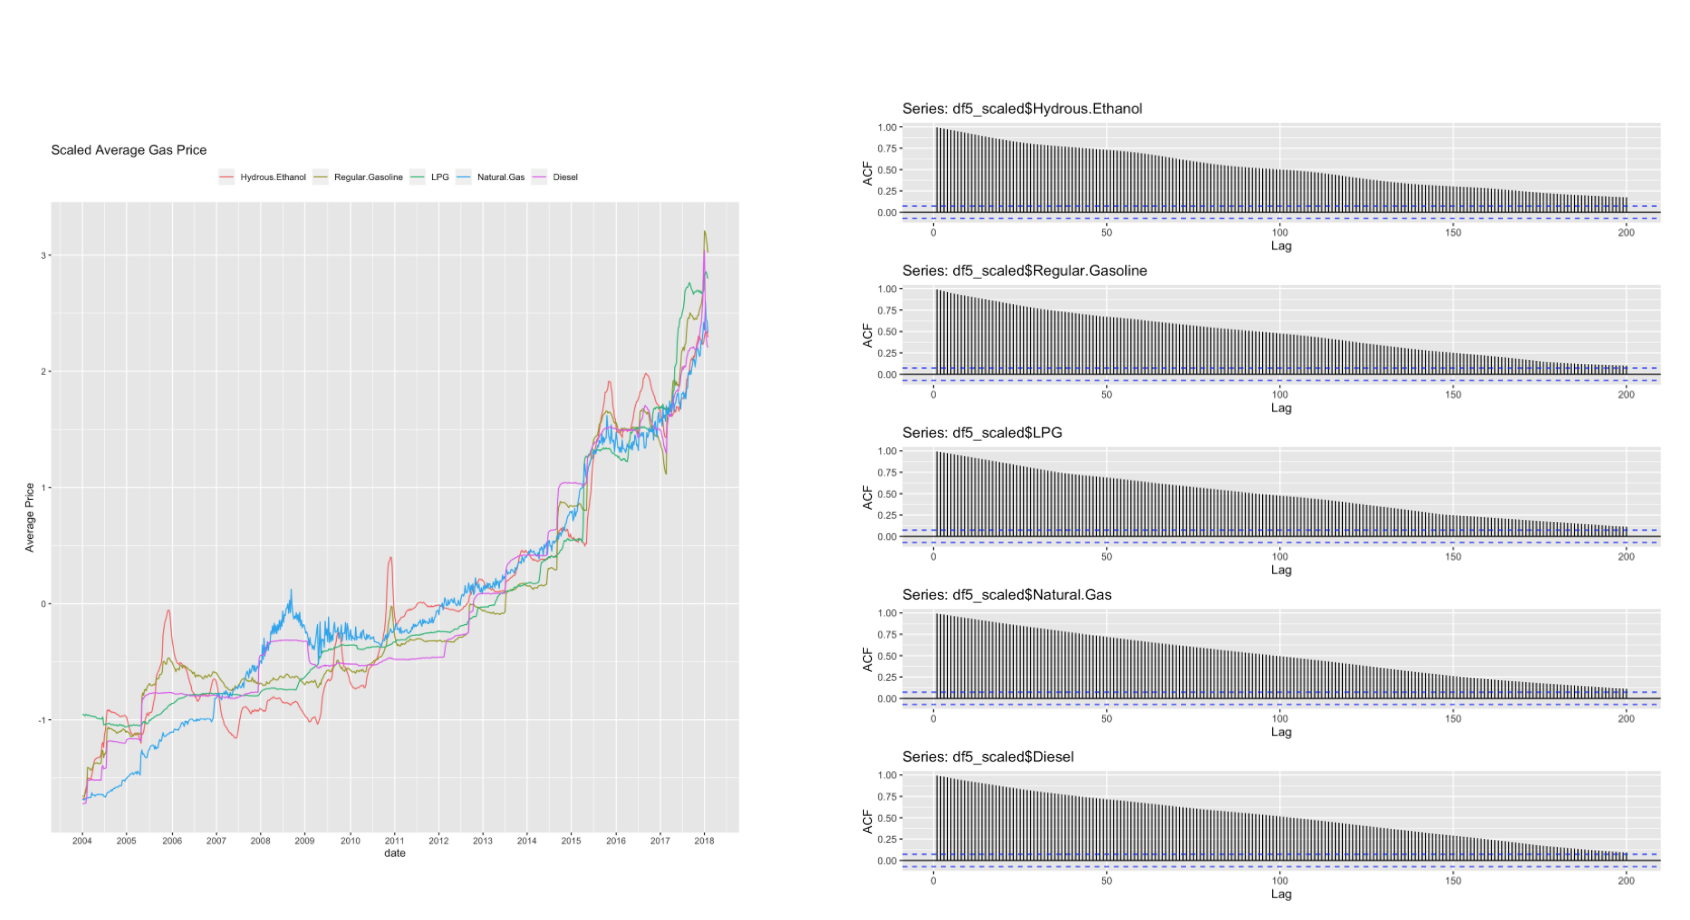 Scaled Average Gas Price
Hydrous.Ethanol Regular.Gasoline LPG Natural.Gas Diesel
Average Price
3
2
1
0
-1
2004 2005 2006 2007 2008 2009 2010 2011 2012 2013 2014 2015 2016 2017 2018
date
Series: df5_scaled$Hydrous.Ethanol
ACF
1.00
0.75
0.50
0.25
0.00
0 50 100 150 200
Lag
Series: df5_scaled$Regular.Gasoline
ACF
1.00
0.75
0.50
0.25
0.00
0 50 100 150 200
Lag
Series: df5_scaled$LPG
ACF
1.00
0.75
0.50
0.25
0.00
0 50 100 150 200
Lag
Series: df5_scaled$Natural.Gas
ACF
1.00
0.75
0.50
0.25
0.00
0 50 100 150 200
Lag
Series: df5_scaled$Diesel
ACF
1.00
0.75
0.50
0.25
0.00
0 50 100 150 200
Lag